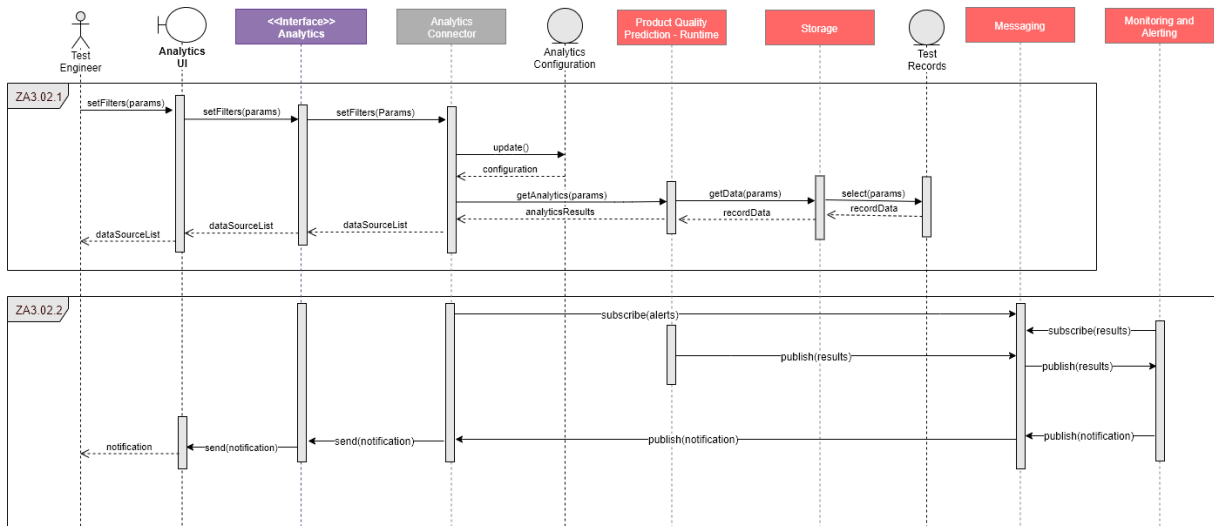 Test
Engineer
Analytics
UI
<<Interface>>
Analytics
Analytics
Connector
Analytics
Configuration
Product Quality
Prediction - Runtime
Storage
Test
Records
Messaging
Monitoring and
Alerting
ZA3.02.1
setFilters(params)
setFilters(params)
setFilters(Params)
update()
configuration
getAnalytics(params)
getData(params)
select(params)
analyticsResults
recordData
recordData
dataSourceList
dataSourceList
dataSourceList
ZA3.02.2
subscribe(alerts)
subscribe(results)
publish(results)
publish(results)
notification
send(notification)
send(notification)
publish(notification)
publish(notification)